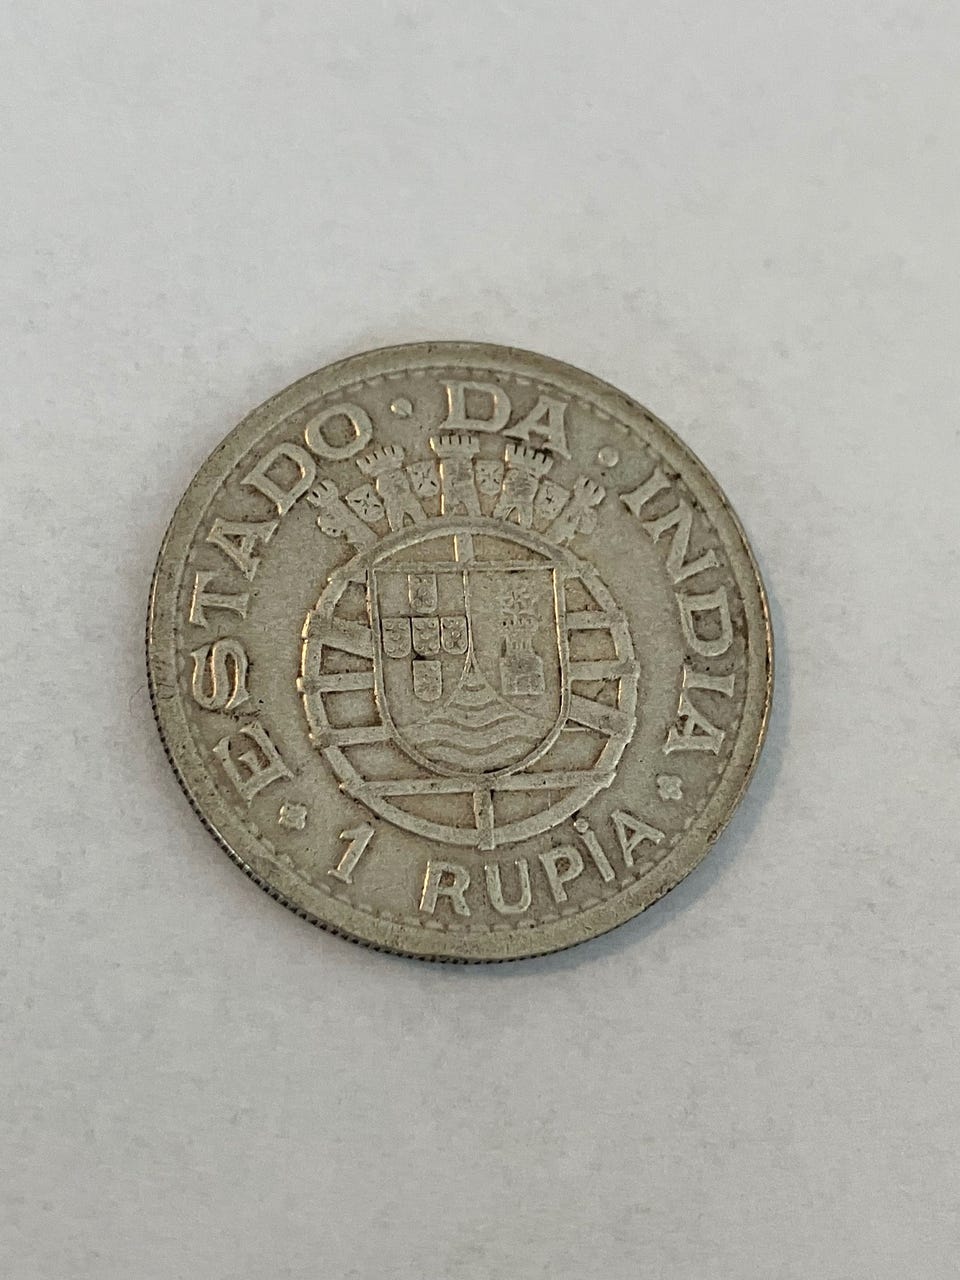 ESTADO · DA · INDIA
1 RUPIA